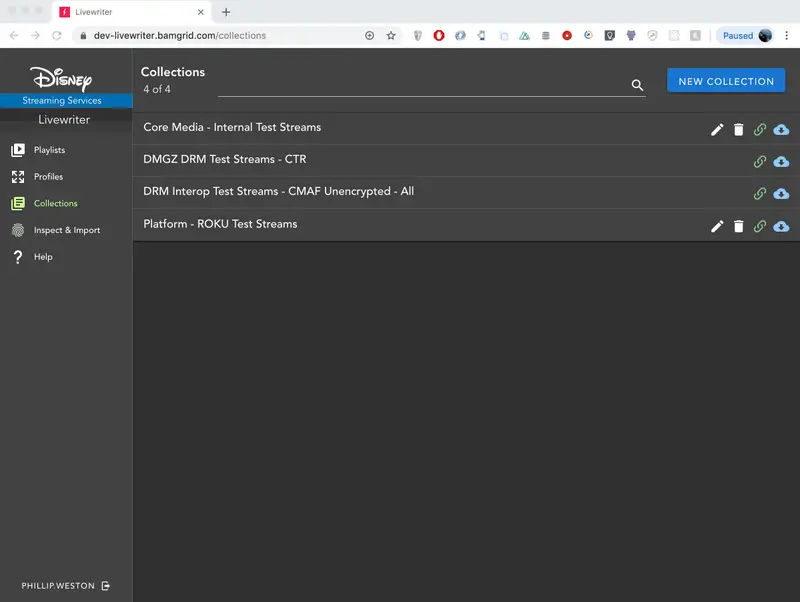 Livewriter
dev-livewriter.bamgrid.com/collections
Paused
Disney
Streaming Services
Livewriter
Playlists
Profiles
Collections
Inspect & Import
Help
PHILLIP.WESTON
Collections
4 of 4
NEW COLLECTION
Core Media - Internal Test Streams
DMGZ DRM Test Streams - CTR
DRM Interop Test Streams - CMAF Unencrypted - All
Platform - ROKU Test Streams